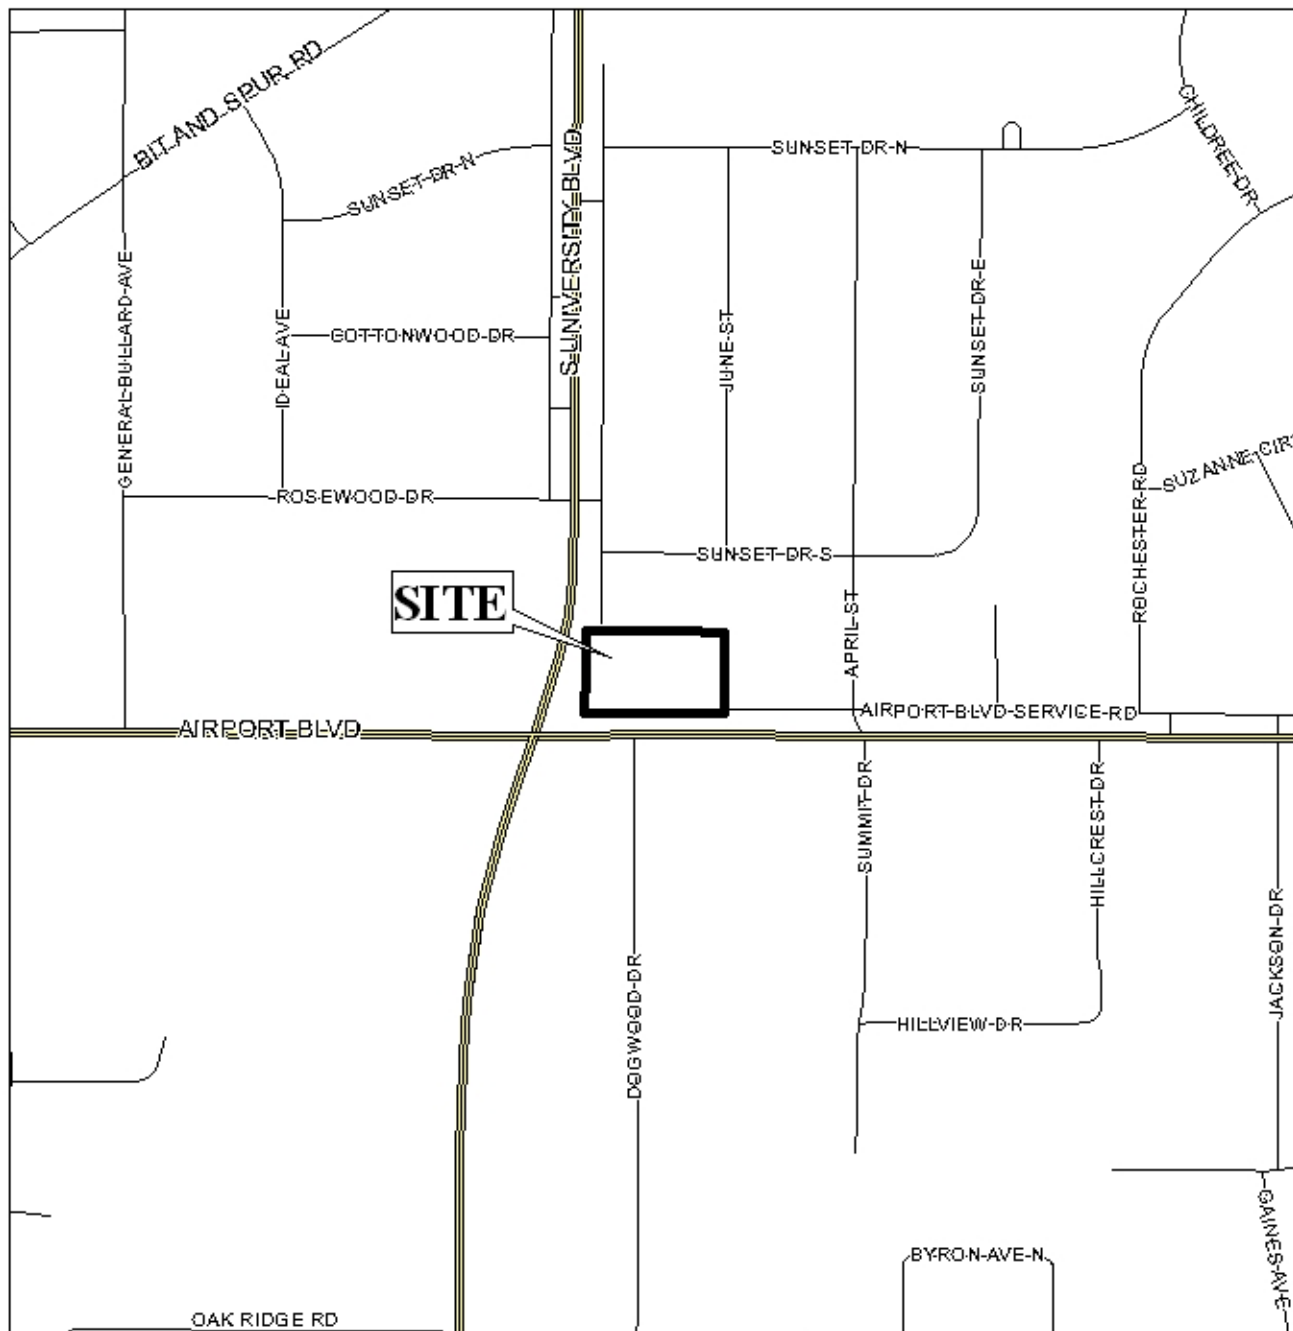 BIT AND SPUR RD
SUNSET DR N
S UNIVERSITY BLVD
SUNSET DR N
CHILDREE DR
GENERAL BULLARD AVE
IDEAL AVE
COTTONWOOD DR
JUNE ST
SUNSET DR E
SUZANNE CIR
ROSEWOOD DR
ROCHESTER RD
SUNSET DR S
SITE
APRIL ST
AIRPORT BLVD
AIRPORT BLVD SERVICE RD
SUMMIT DR
HILLCREST DR
JACKSON DR
DOGWOOD DR
HILLVIEW DR
GAINES AVE
BYRON AVE N
OAK RIDGE RD